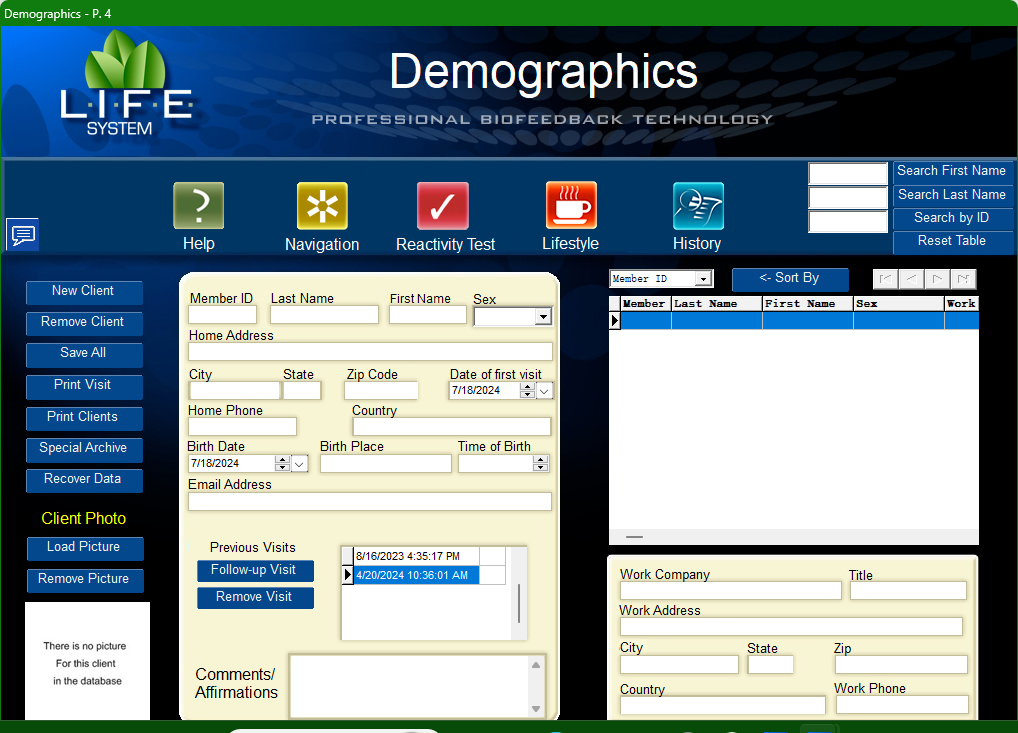 Demographics - P. 4
L·I·F·E
SYSTEM
Demographics
PROFESSIONAL BIOFEEDBACK TECHNOLOGY
?
Help
Navigation
Reactivity Test
Lifestyle
History
Search First Name
Search Last Name
Search by ID
Reset Table
New Client
Remove Client
Save All
Print Visit
Print Clients
Special Archive
Recover Data
Client Photo
Load Picture
Remove Picture
There is no picture
For this client
in the database
Member ID Last Name First Name Sex
Home Address
City State Zip Code Date of first visit
7/18/2024
Home Phone Country
Birth Date Birth Place Time of Birth
7/18/2024
Email Address
Previous Visits
Follow-up Visit
Remove Visit
8/16/2023 4:35:17 PM
4/20/2024 10:36:01 AM
Comments/
Affirmations
Member ID
<- Sort By
Member Last Name First Name Sex Work
Work Company Title
Work Address
City State Zip
Country Work Phone